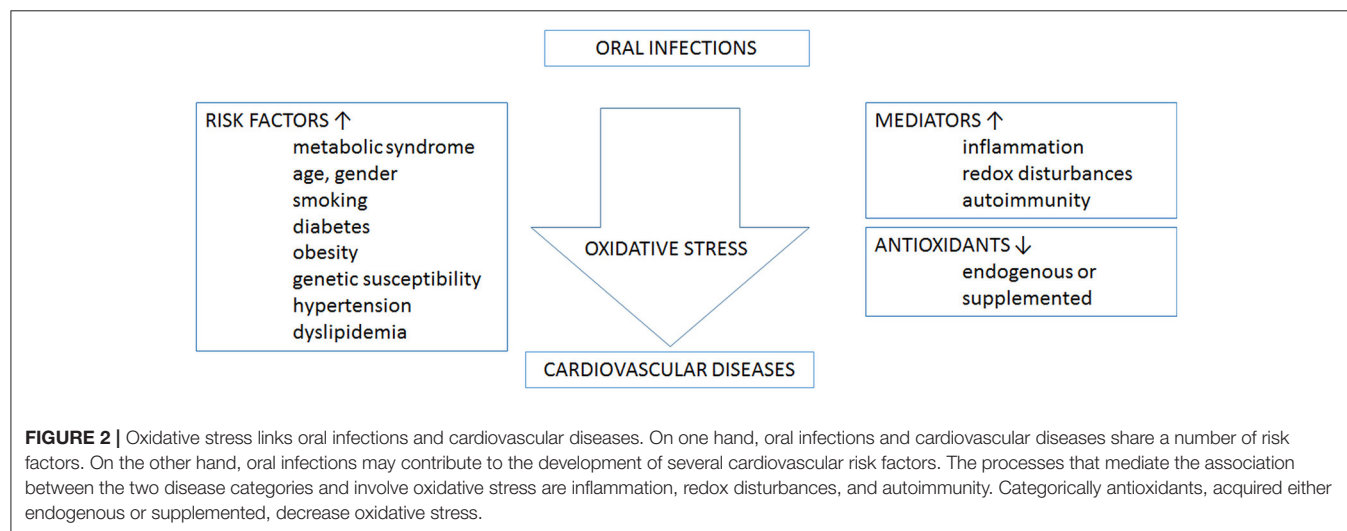 ORAL INFECTIONS
RISK FACTORS ↑
metabolic syndrome
age, gender
smoking
diabetes
obesity
genetic susceptibility
hypertension
dyslipidemia
OXIDATIVE STRESS
MEDIATORS ↑
inflammation
redox disturbances
autoimmunity
ANTIOXIDANTS ↓
endogenous or
supplemented
CARDIOVASCULAR DISEASES
FIGURE 2 | Oxidative stress links oral infections and cardiovascular diseases. On one hand, oral infections and cardiovascular diseases share a number of risk
factors. On the other hand, oral infections may contribute to the development of several cardiovascular risk factors. The processes that mediate the association
between the two disease categories and involve oxidative stress are inflammation, redox disturbances, and autoimmunity. Categorically antioxidants, acquired either
endogenous or supplemented, decrease oxidative stress.